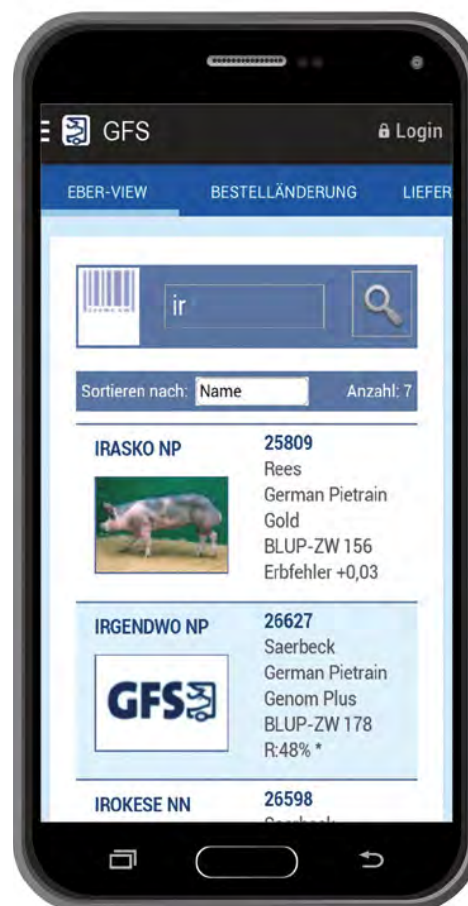 GFS
Login
EBER-VIEW BESTELLÄNDERUNG LIEFER
ir
Sortieren nach: Name Anzahl: 7
IRASKO NP
25809
Rees
German Pietrain
Gold
BLUP-ZW 156
Erbfehler +0,03
IRGENDWO NP
GFS
26627
Saerbeck
German Pietrain
Genom Plus
BLUP-ZW 178
R:48% *
IROKESE NN
26598